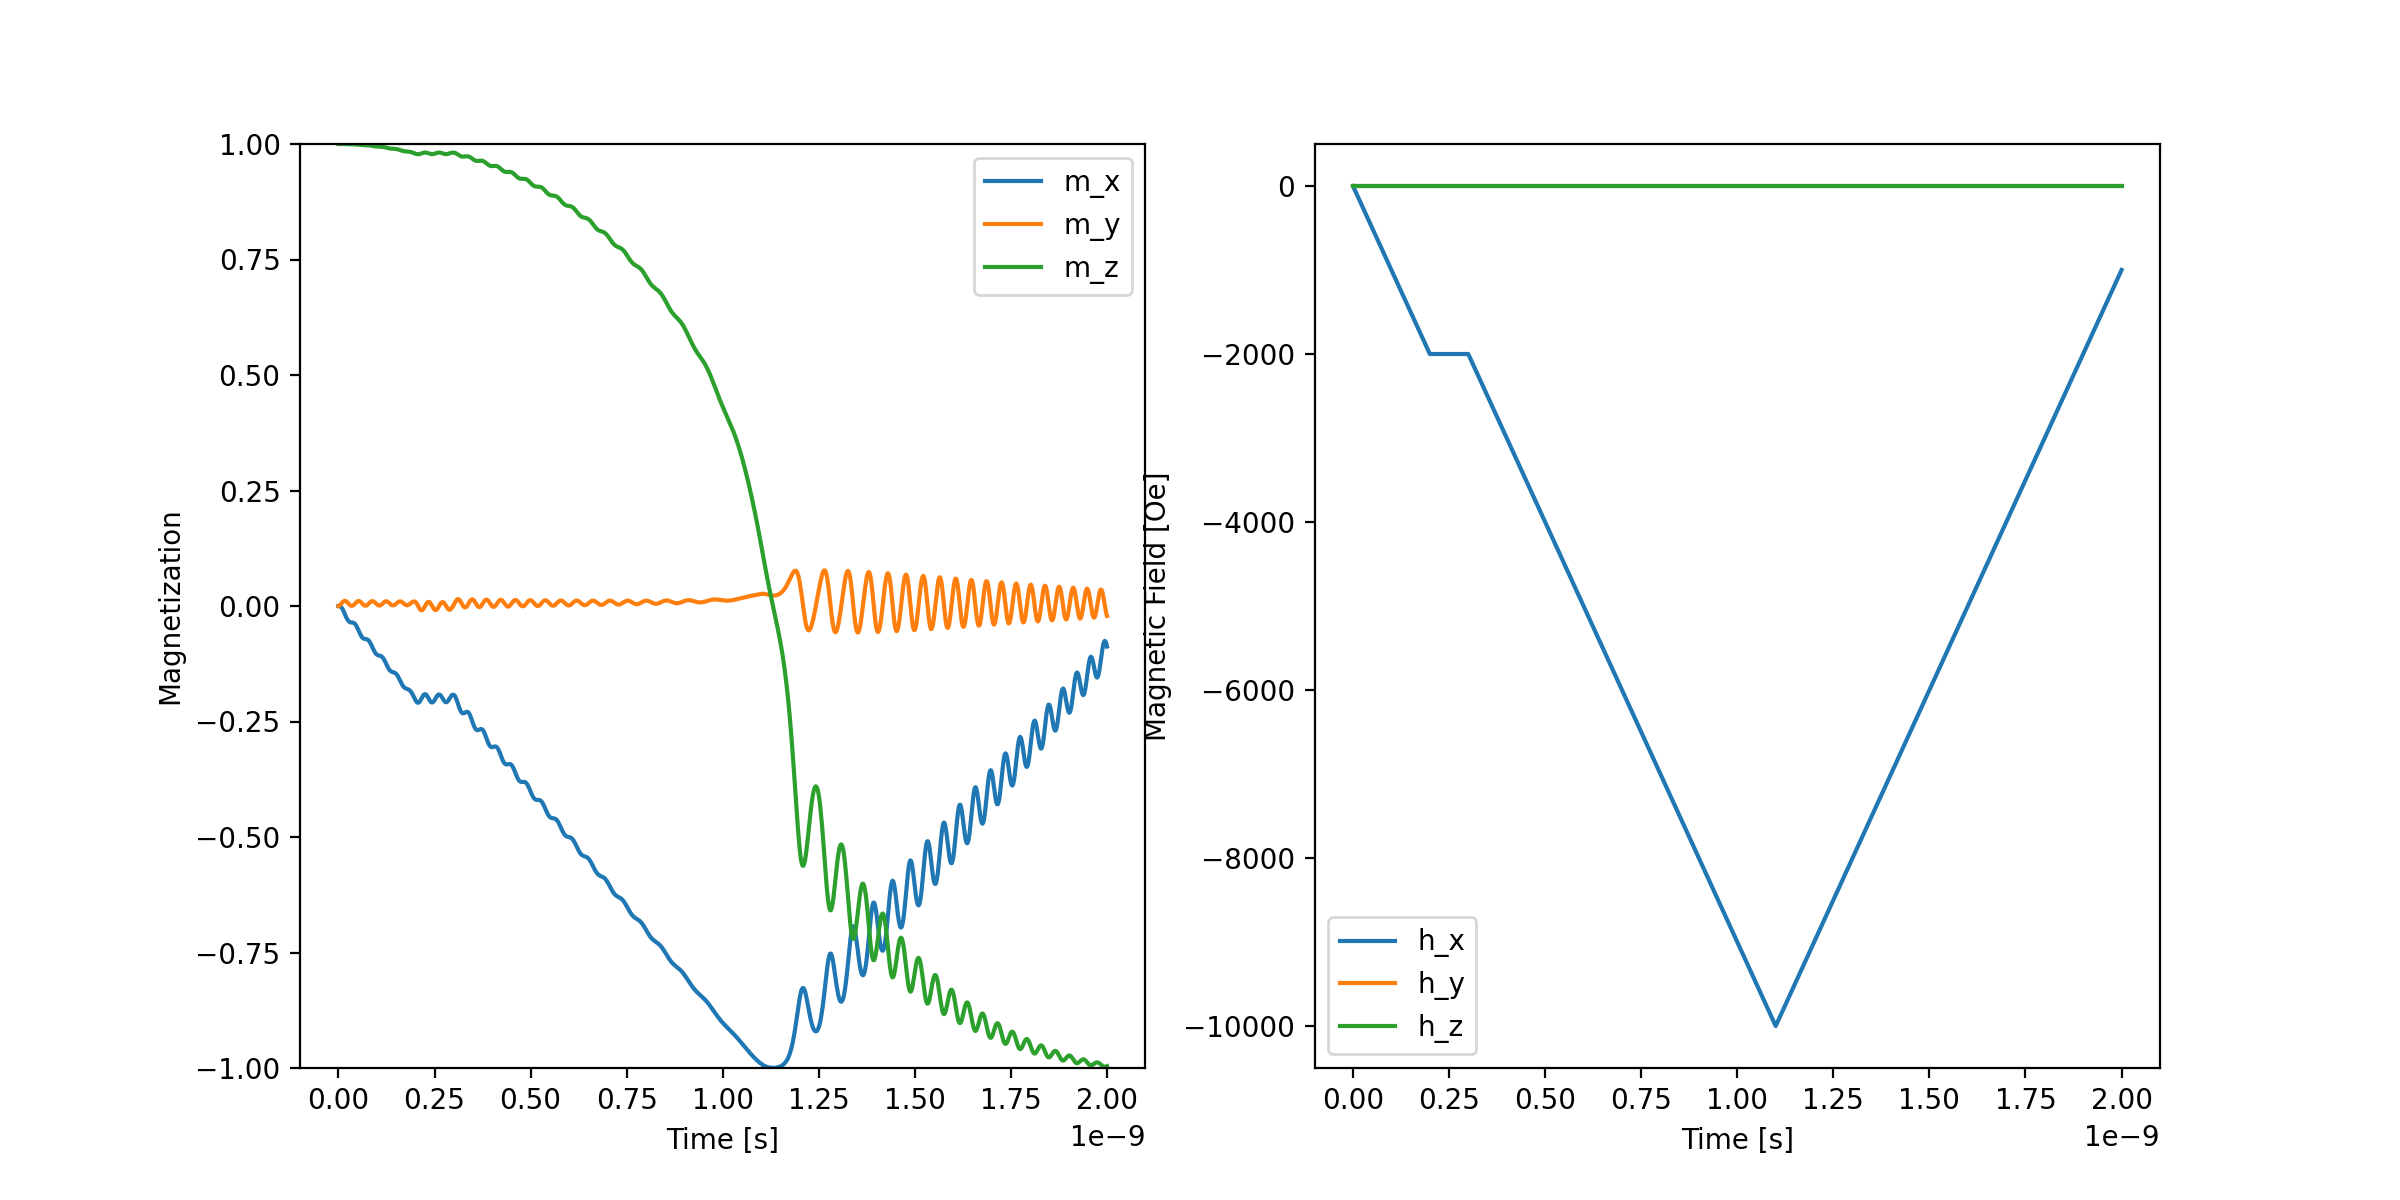 1.00
0.75
0.50
0.25
0.00
−0.25
−0.50
−0.75
−1.00
Magnetization
m_x
m_y
m_z
0.00 0.25 0.50 0.75 1.00 1.25 1.50 1.75 2.00
Time [s]
1e−9
0
−2000
−4000
−6000
−8000
−10000
Magnetic Field [Oe]
h_x
h_y
h_z
0.00 0.25 0.50 0.75 1.00 1.25 1.50 1.75 2.00
Time [s]
1e−9